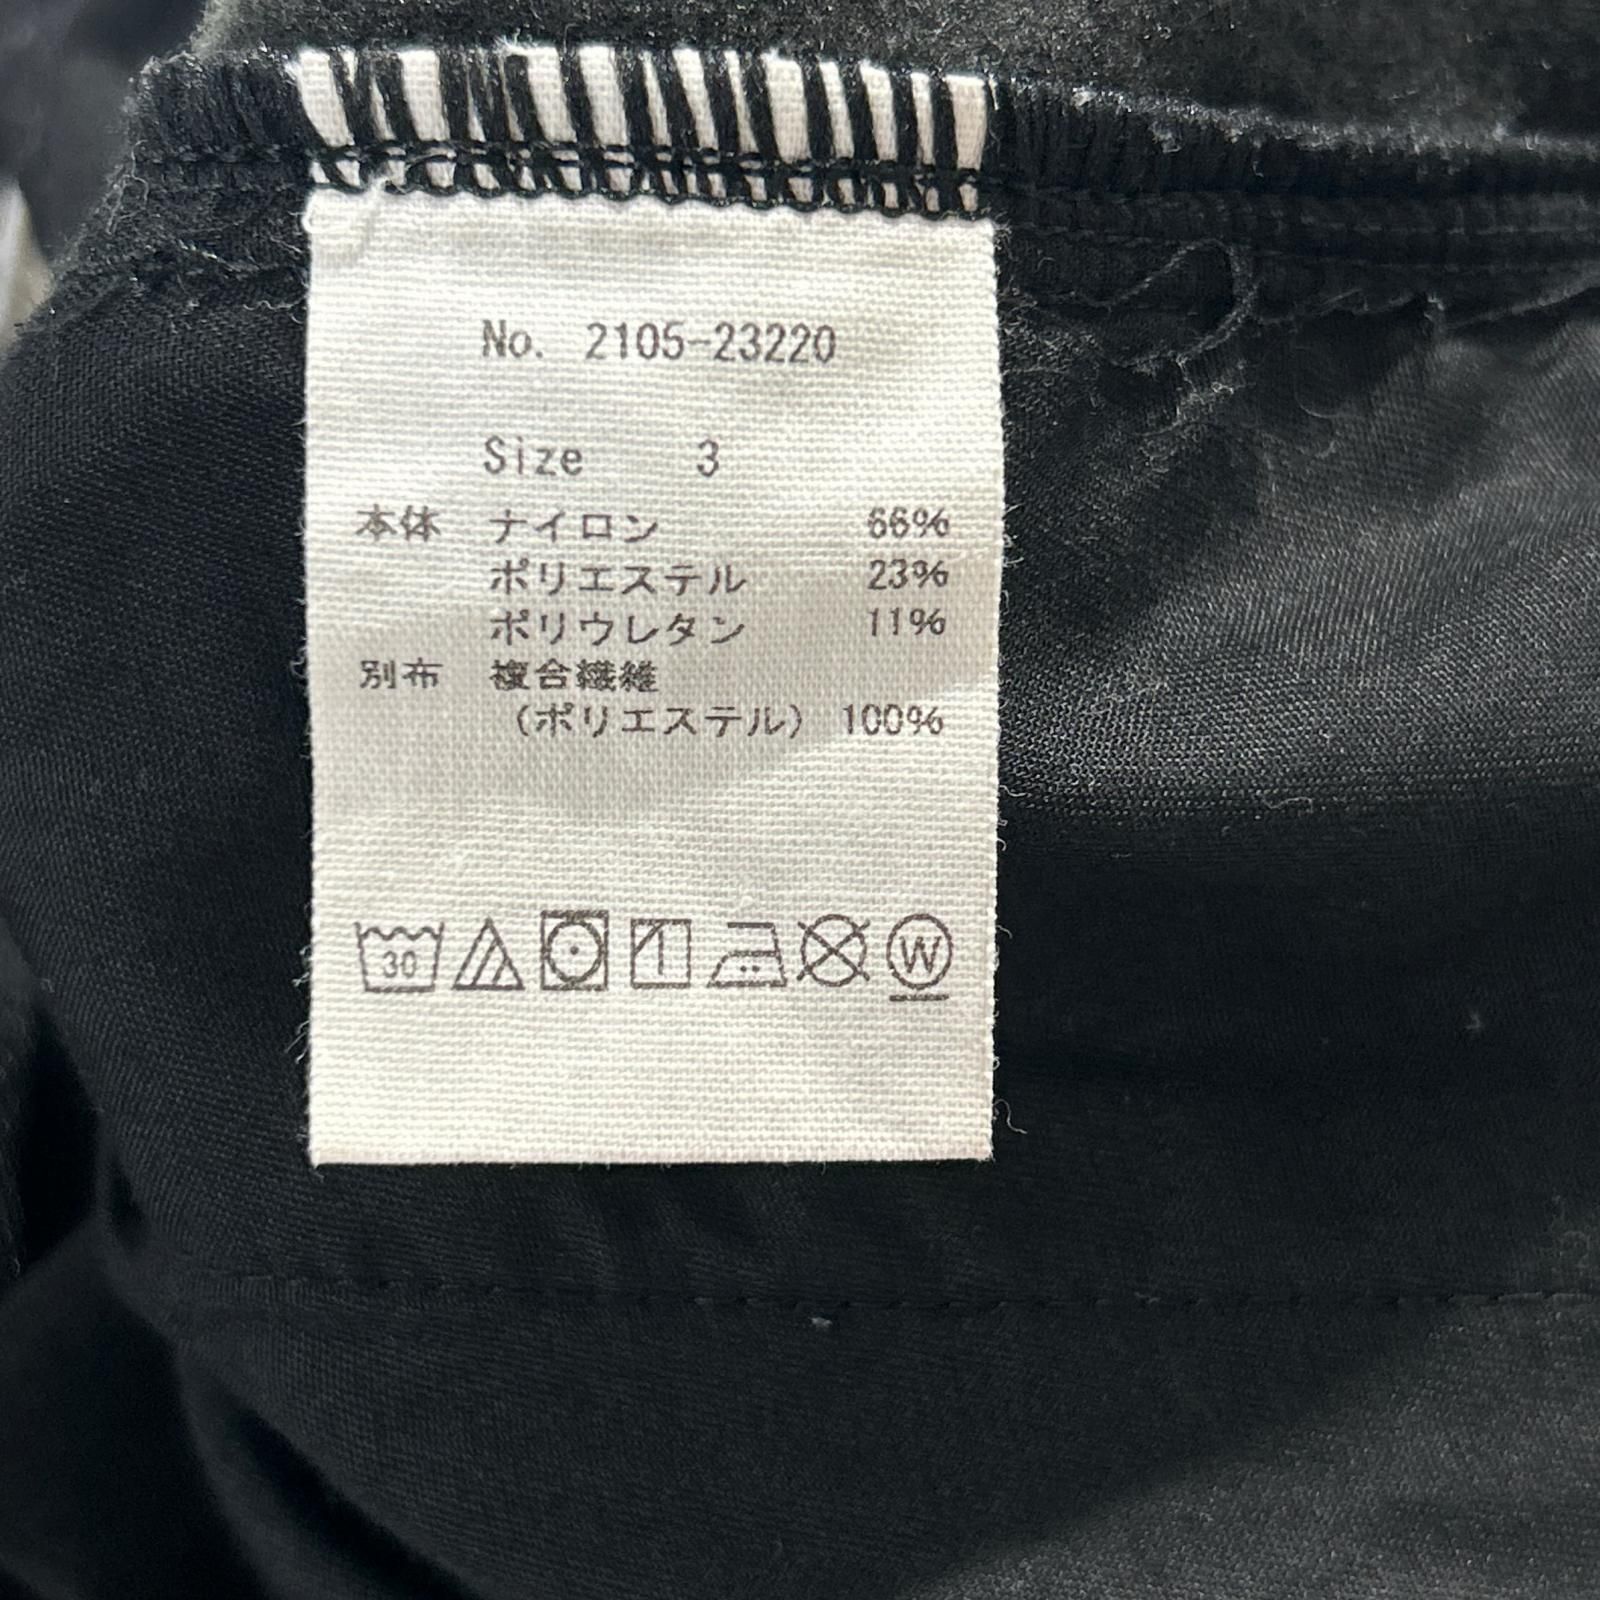 No. 2105-23220
Size 3
本体 ナイロン 66%
ポリエステル 23%
ポリウレタン 11%
別布 複合繊維
(ポリエステル) 100%
30 W